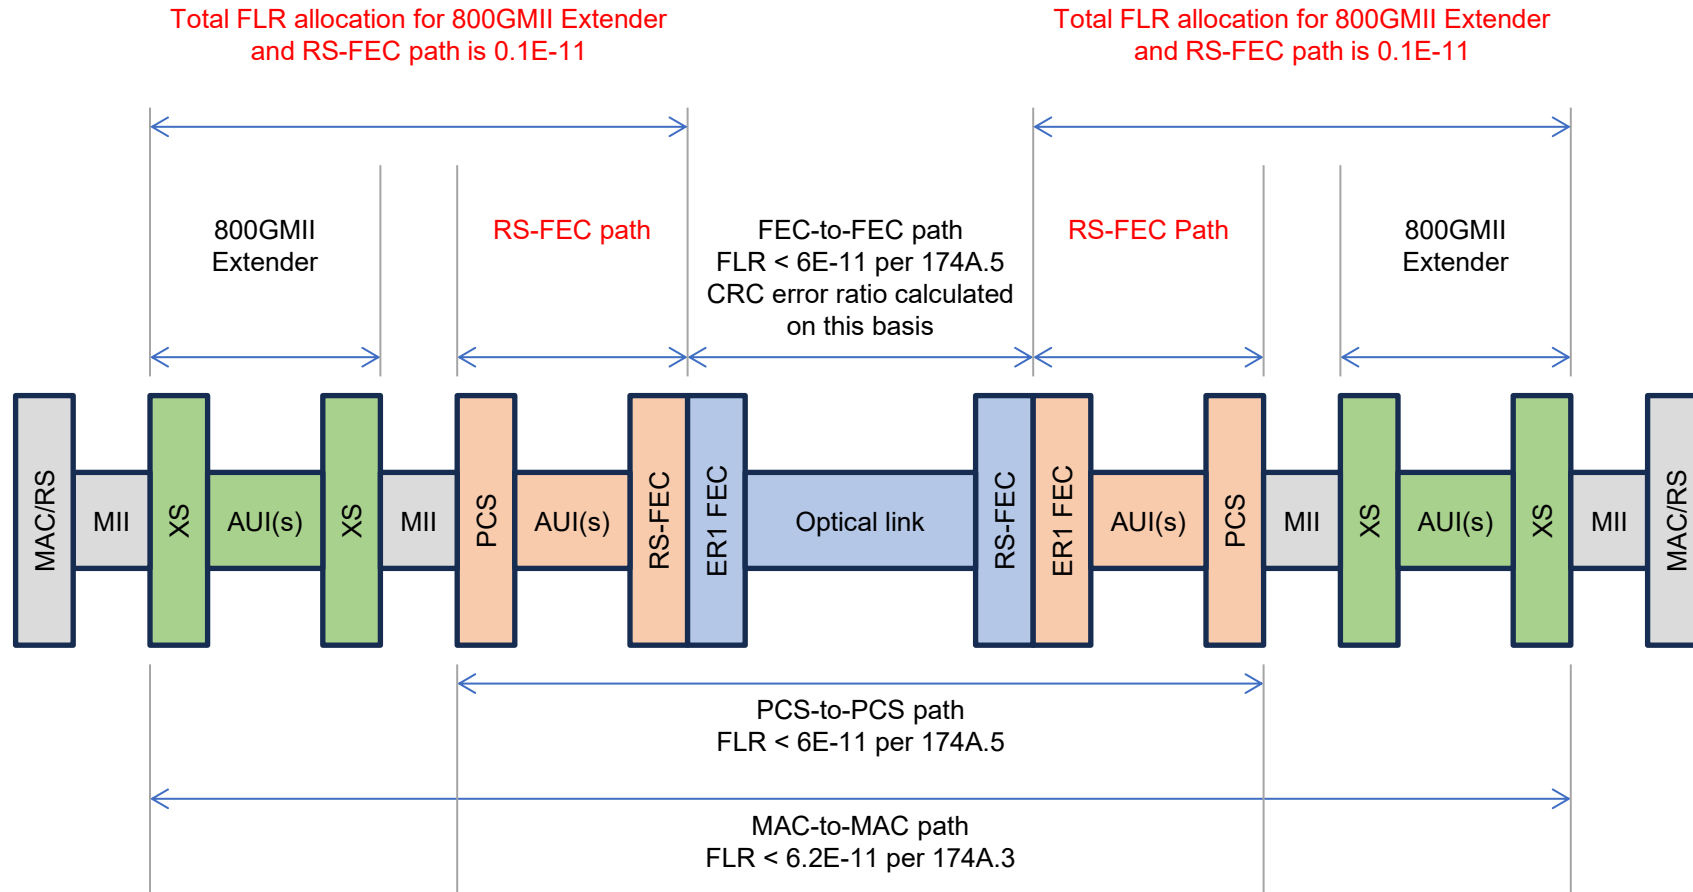 Total FLR allocation for 800GMII Extender
and RS-FEC path is 0.1E-11
Total FLR allocation for 800GMII Extender
and RS-FEC path is 0.1E-11
800GMII
Extender
RS-FEC path
FEC-to-FEC path
FLR < 6E-11 per 174A.5
CRC error ratio calculated
on this basis
RS-FEC Path
800GMII
Extender
MAC/RS
MII
XS
AUI(s)
XS
MII
PCS
AUI(s)
RS-FEC
ER1 FEC
Optical link
RS-FEC
ER1 FEC
AUI(s)
PCS
MII
XS
AUI(s)
XS
MII
MAC/RS
PCS-to-PCS path
FLR < 6E-11 per 174A.5
MAC-to-MAC path
FLR < 6.2E-11 per 174A.3